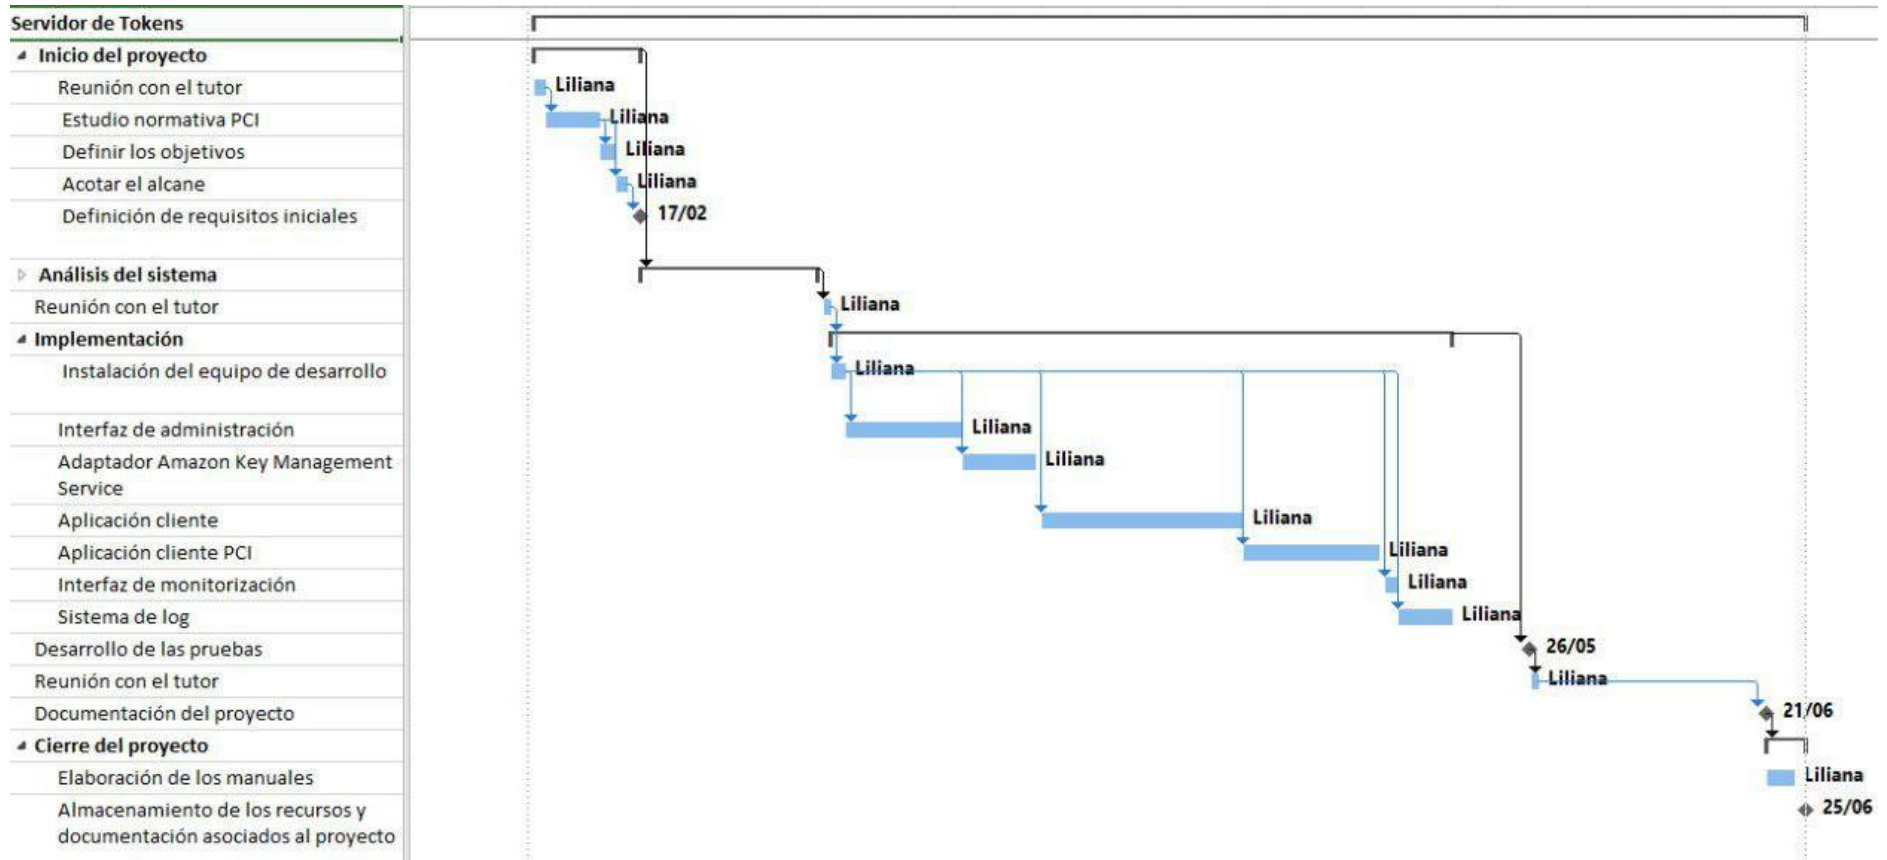 Servidor de Tokens
Inicio del proyecto
Reunión con el tutor Liliana
Estudio normativa PCI Liliana
Definir los objetivos Liliana
Acotar el alcane Liliana
Definición de requisitos iniciales 17/02
Análisis del sistema
Reunión con el tutor Liliana
Implementación
Instalación del equipo de desarrollo Liliana
Interfaz de administración Liliana
Adaptador Amazon Key Management Liliana
Service
Aplicación cliente Liliana
Aplicación cliente PCI Liliana
Interfaz de monitorización Liliana
Sistema de log Liliana
Desarrollo de las pruebas 26/05
Reunión con el tutor Liliana
Documentación del proyecto 21/06
Cierre del proyecto
Elaboración de los manuales Liliana
Almacenamiento de los recursos y 25/06
documentación asociados al proyecto